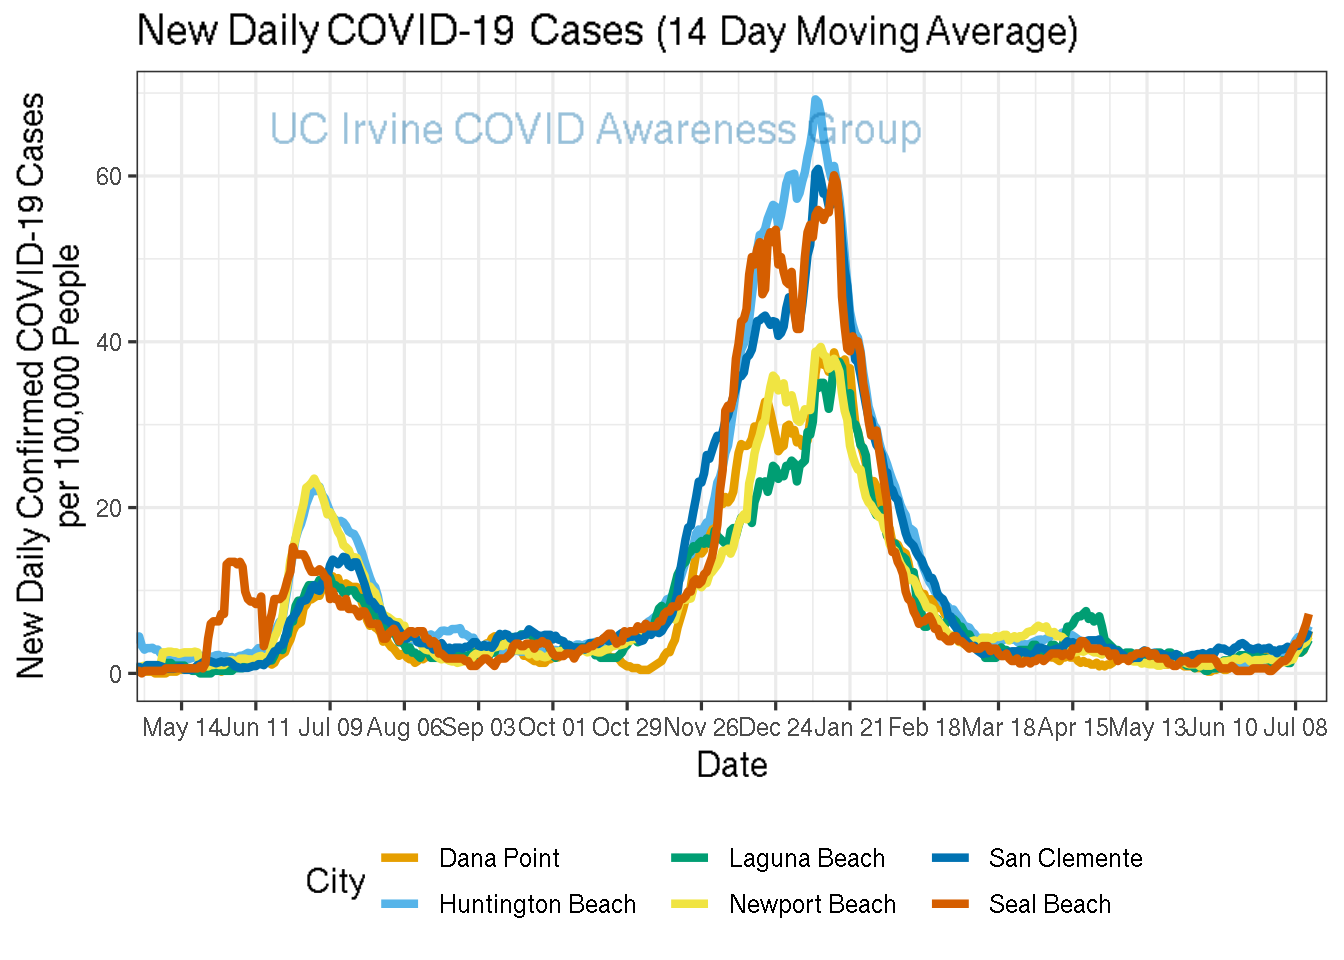 New Daily COVID-19 Cases (14 Day Moving Average)
UC Irvine COVID Awareness Group
New Daily Confirmed COVID-19 Cases
per 100,000 People
60
40
20
0
May 14 Jun 11 Jul 09 Aug 06 Sep 03 Oct 01 Oct 29 Nov 26 Dec 24 Jan 21 Feb 18 Mar 18 Apr 15 May 13 Jun 10 Jul 08
Date
City
Dana Point
Laguna Beach
San Clemente
Huntington Beach
Newport Beach
Seal Beach